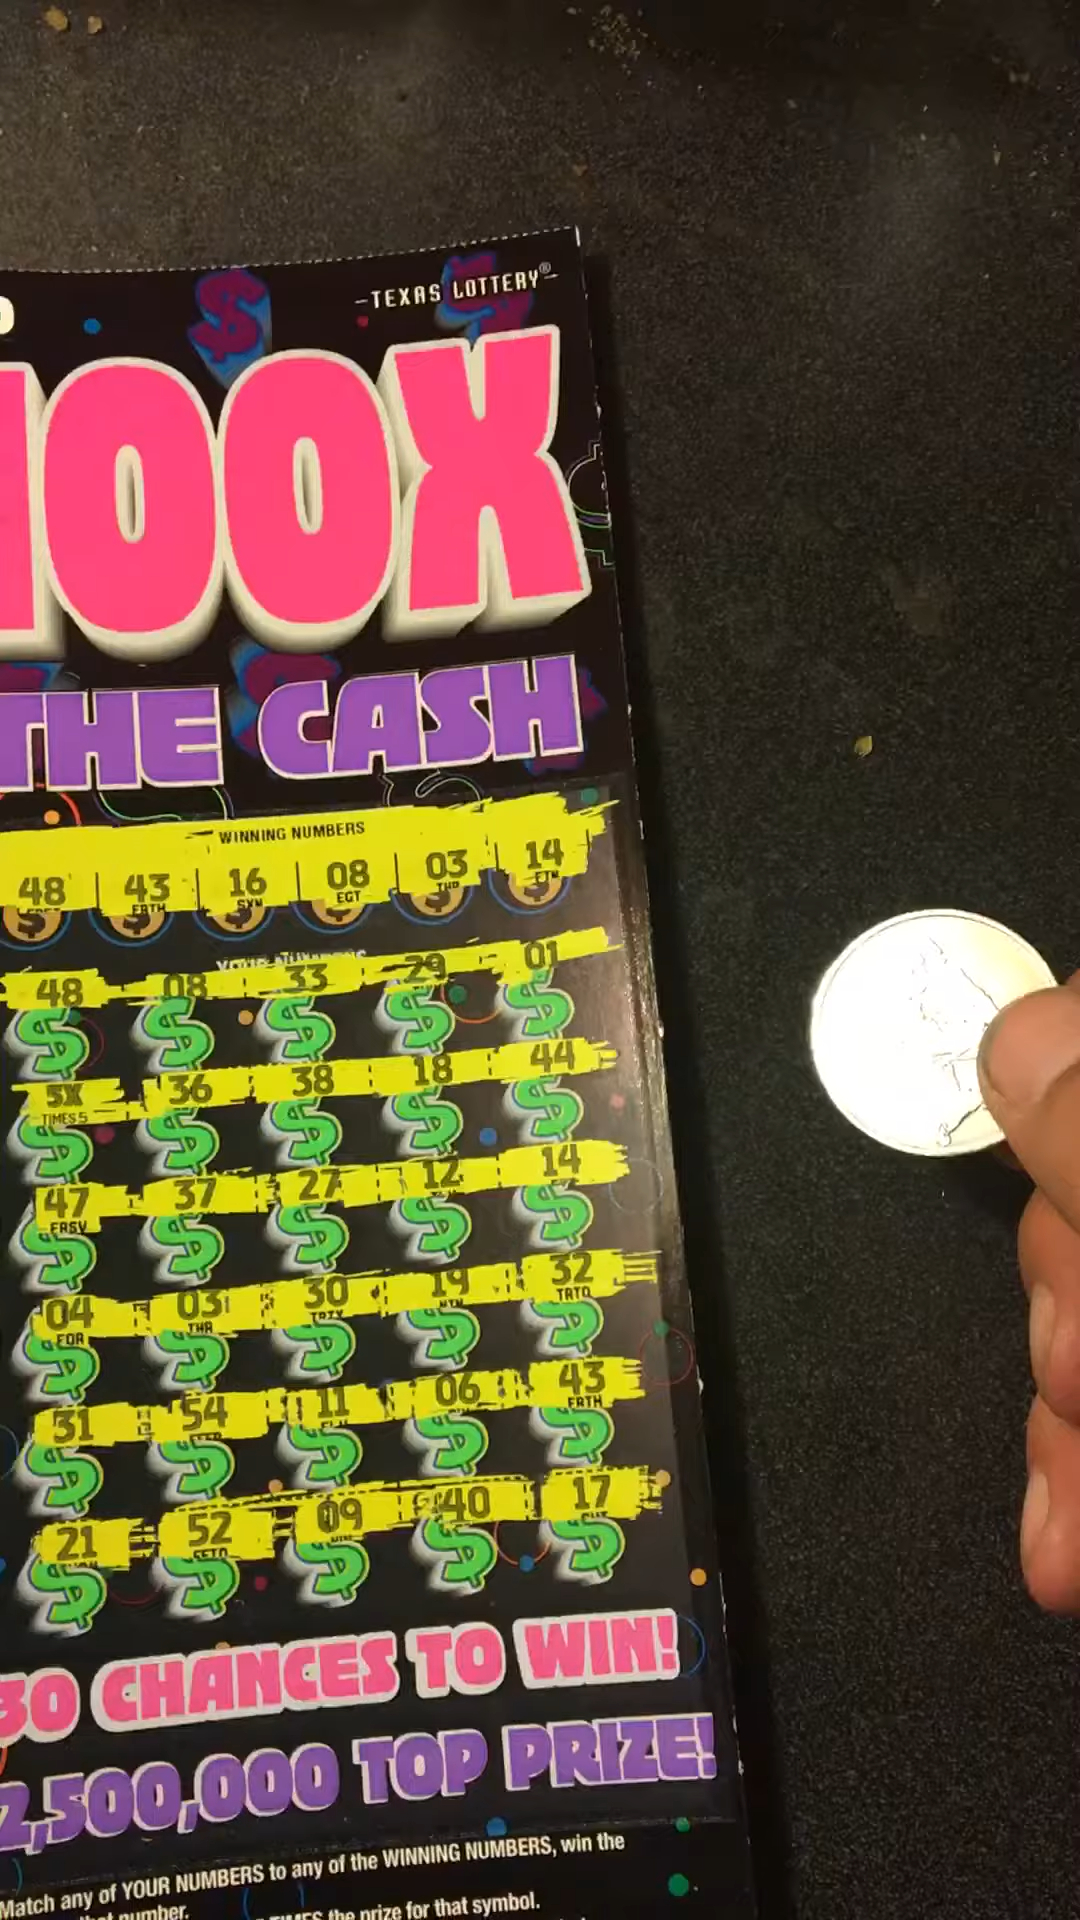 -TEXAS LOTTERY®-
100X
THE CASH
WINNING NUMBERS
48 43 16 08 03 14
FRTH SXN EGT THR FTN
YOUR NUMBERS
48 08 33 29 01
5X 36 38 18 44
TIMES 5
47 37 27 12 14
FRSV
04 03 30 19 32
FOR THR TRTY NTN TRTO
31 54 11 06 43
FRTH
21 52 09 40 17
30 CHANCES TO WIN!
2,500,000 TOP PRIZE!
Match any of YOUR NUMBERS to any of the WINNING NUMBERS, win the
that number.
TIMES the prize for that symbol.